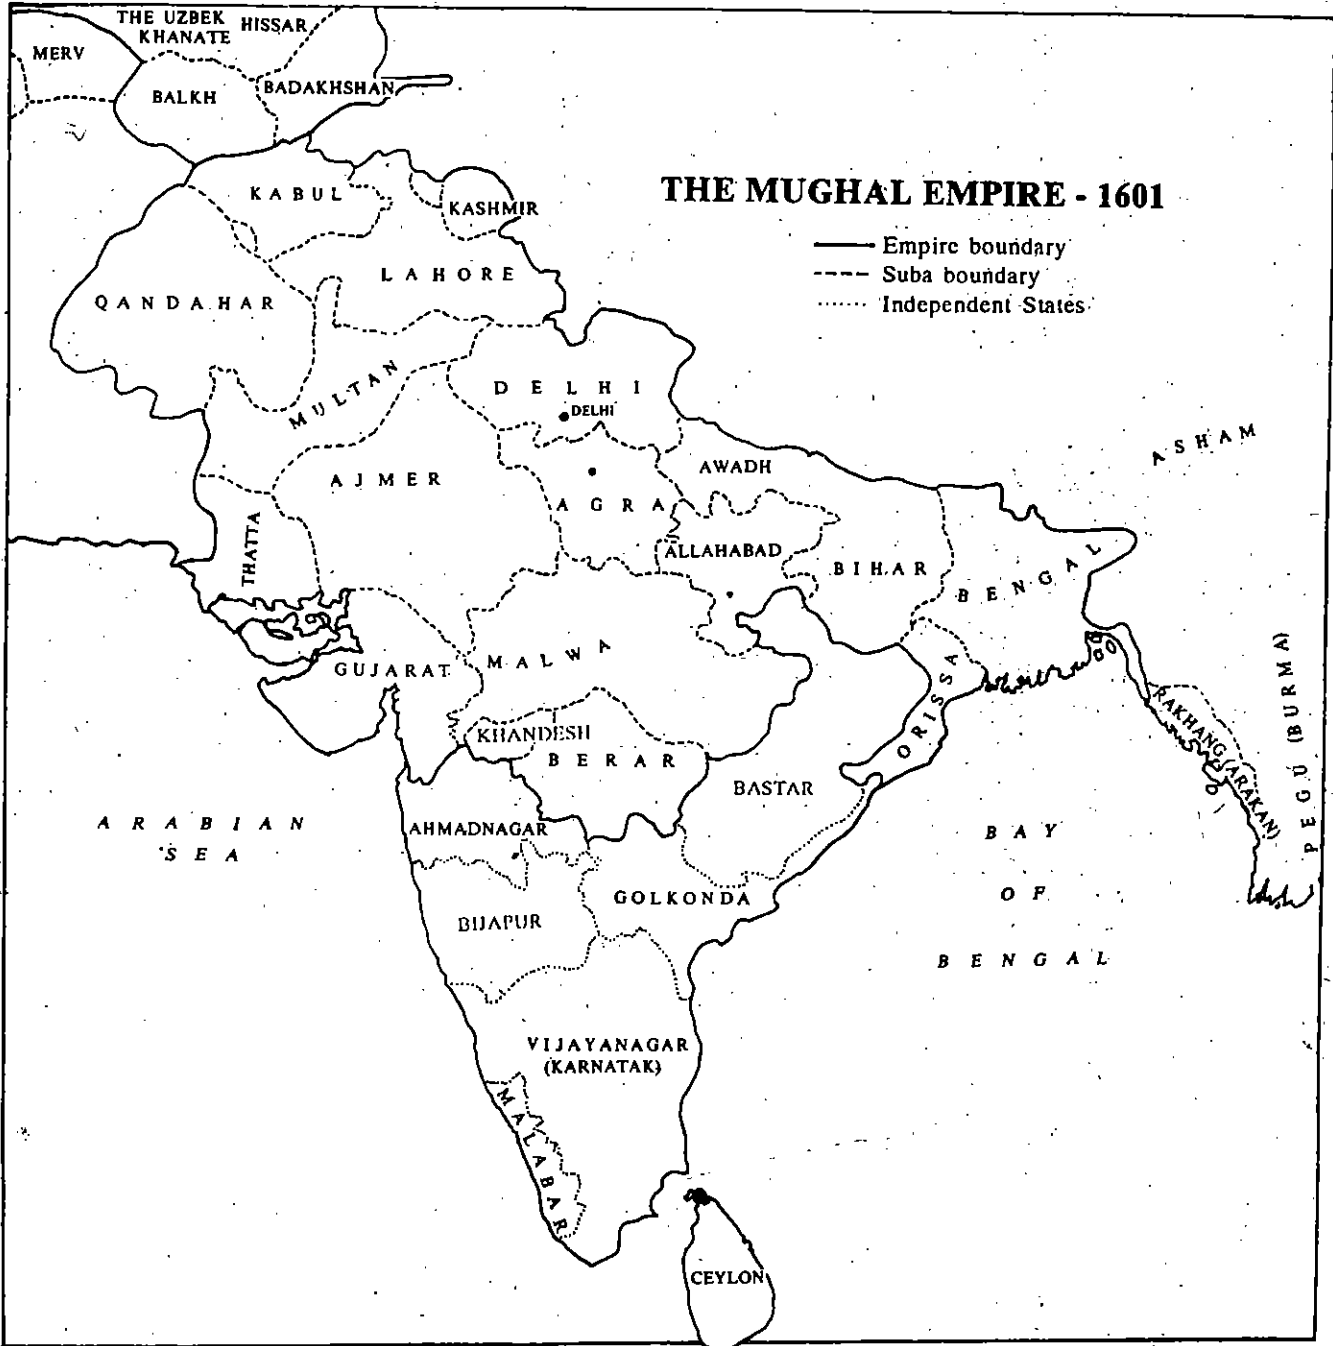 THE UZBEK
KHANATE
HISSAR
MERV
BALKH
BADAKHSHAN
THE MUGHAL EMPIRE - 1601
Empire boundary
Suba boundary
Independent States
KABUL
KASHMIR
LAHORE
QANDAHAR
MULTAN
DELHI
DELHI
ASHAM
AWADH
AJMER
AGRA
THATTA
ALLAHABAD
BIHAR
BENGAL
GUJARAT
MALWA
ORISSA
KHANDESH
BERAR
BASTAR
RAKHANG (ARAKAN)
PEGU (BURMA)
ARABIAN
SEA
AHMADNAGAR
BAY
OF
BENGAL
GOLKONDA
BIJAPUR
VIJAYANAGAR
(KARNATAK)
MALABAR
CEYLON